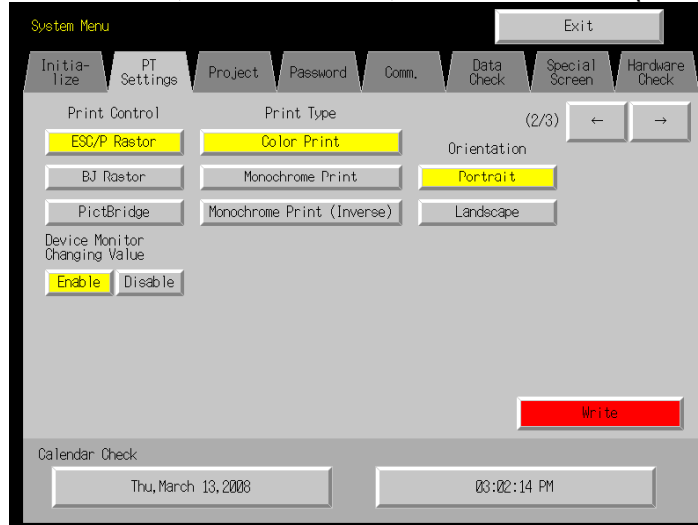 System Menu
Exit
Initia-
lize
PT
Settings
Project
Password
Comm.
Data
Check
Special
Screen
Hardware
Check
Print Control
Print Type
(2/3)
←
→
ESC/P Rastor
Color Print
Orientation
BJ Rastor
Monochrome Print
Portrait
PictBridge
Monochrome Print (Inverse)
Landscape
Device Monitor
Changing Value
Enable
Disable
Write
Calendar Check
Thu,March 13,2008
03:02:14 PM